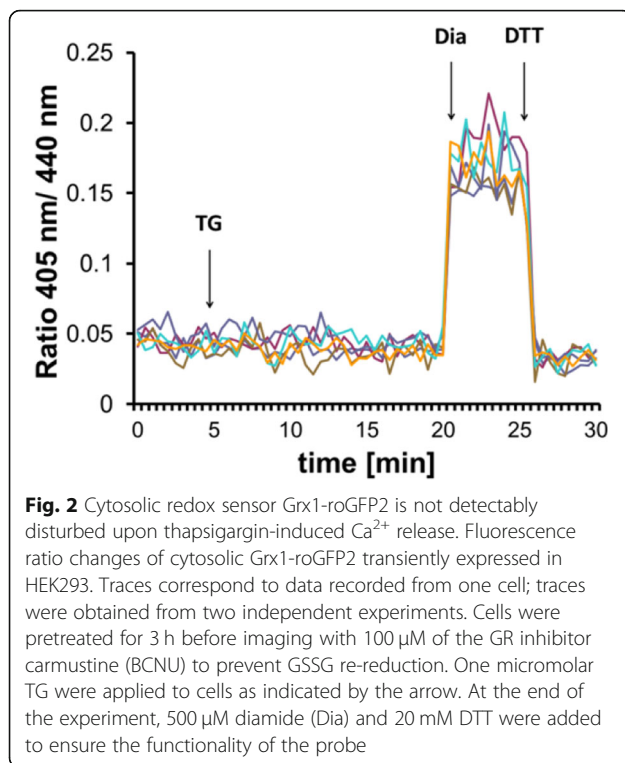 Ratio 405 nm/ 440 nm
0.25
0.2
0.15
0.1
0.05
0
TG
Dia
DTT
0 5 10 15 20 25 30
time [min]
Fig. 2 Cytosolic redox sensor Grx1-roGFP2 is not detectably
disturbed upon thapsigargin-induced Ca²⁺ release. Fluorescence
ratio changes of cytosolic Grx1-roGFP2 transiently expressed in
HEK293. Traces correspond to data recorded from one cell; traces
were obtained from two independent experiments. Cells were
pretreated for 3 h before imaging with 100 μM of the GR inhibitor
carmustine (BCNU) to prevent GSSG re-reduction. One micromolar
TG were applied to cells as indicated by the arrow. At the end of
the experiment, 500 μM diamide (Dia) and 20 mM DTT were added
to ensure the functionality of the probe